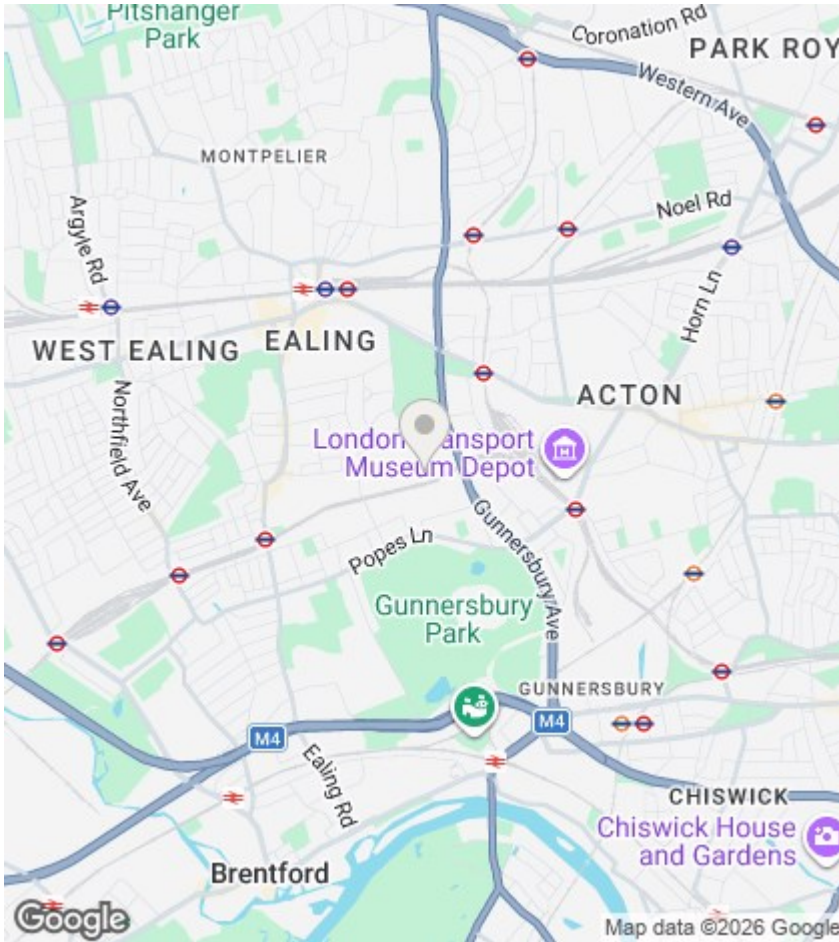 Pitshanger
Park
Coronation Rd
PARK ROY
Western Ave
MONTPELIER
Argyle Rd
Noel Rd
Horn Ln
WEST EALING
EALING
ACTON
Northfield Ave
London Transport
Museum Depot
Popes Ln
Gunnersbury Ave
Gunnersbury
Park
GUNNERSBURY
M4
M4
Ealing Rd
CHISWICK
Chiswick House
and Gardens
Brentford
Google
Map data ©2026 Google